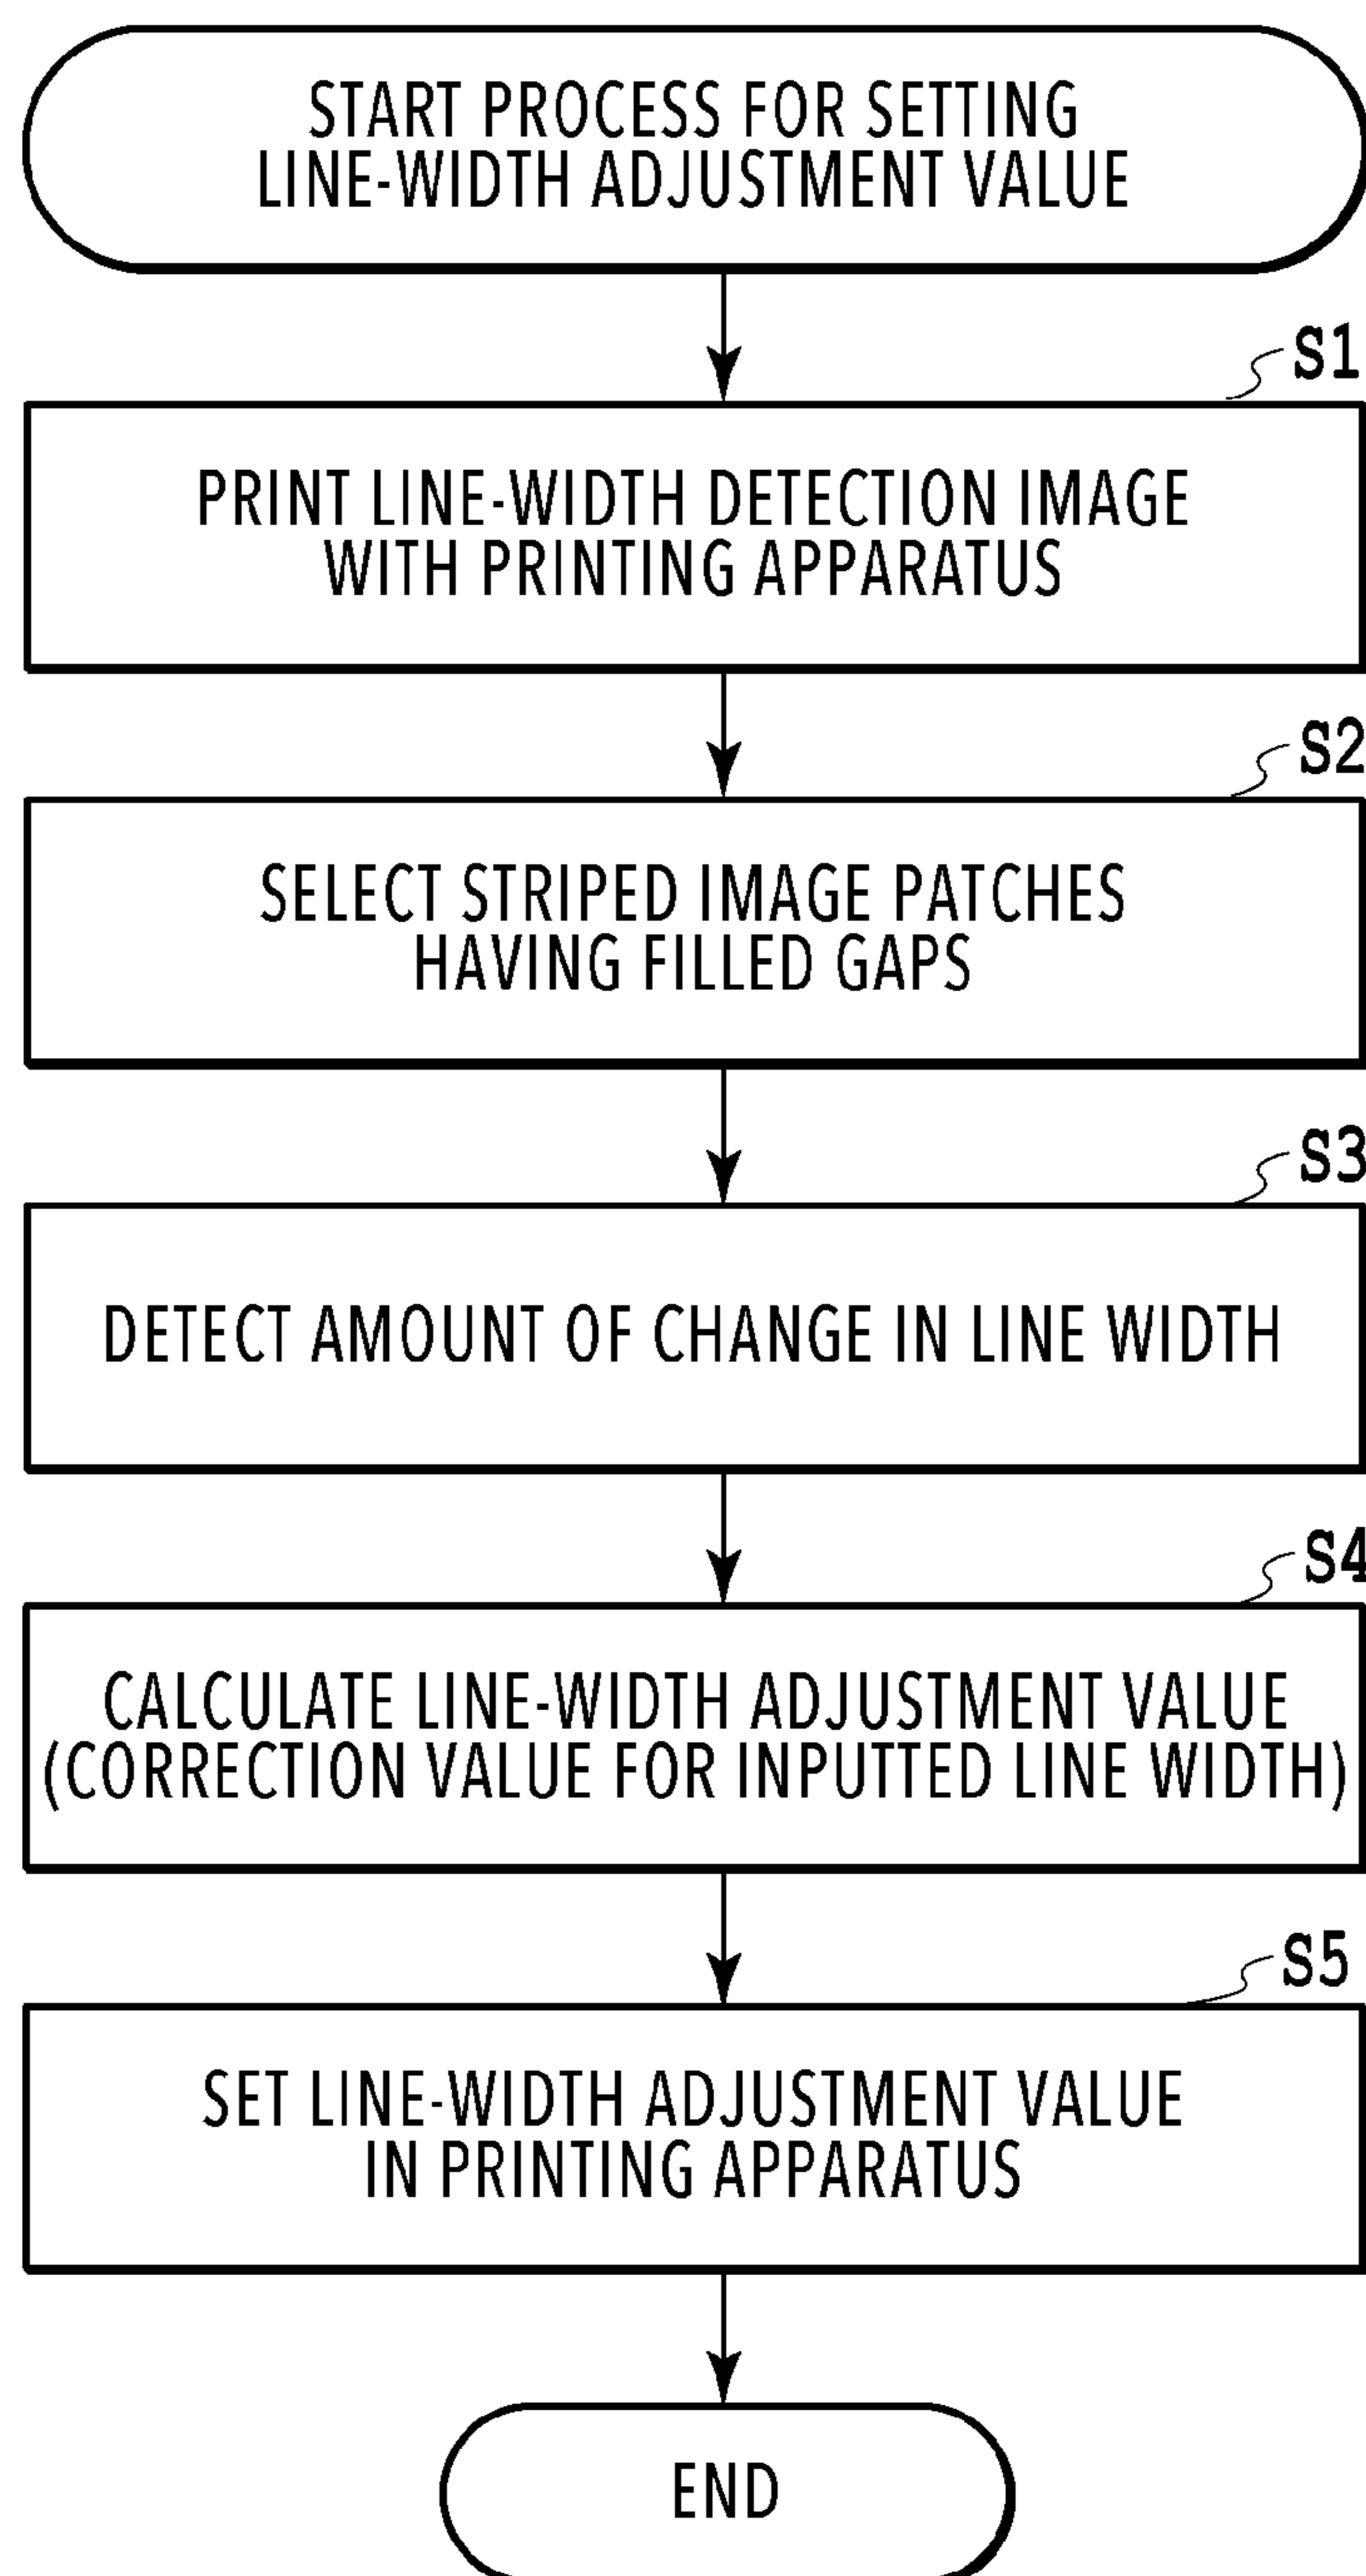 START PROCESS FOR SETTING
LINE-WIDTH ADJUSTMENT VALUE
S1
PRINT LINE-WIDTH DETECTION IMAGE
WITH PRINTING APPARATUS
S2
SELECT STRIPED IMAGE PATCHES
HAVING FILLED GAPS
S3
DETECT AMOUNT OF CHANGE IN LINE WIDTH
S4
CALCULATE LINE-WIDTH ADJUSTMENT VALUE
(CORRECTION VALUE FOR INPUTTED LINE WIDTH)
S5
SET LINE-WIDTH ADJUSTMENT VALUE
IN PRINTING APPARATUS
END